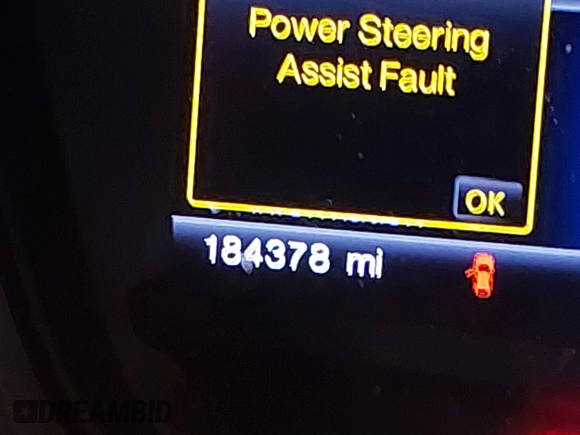 Power Steering
Assist Fault
OK
184378 mi
DREAMBID